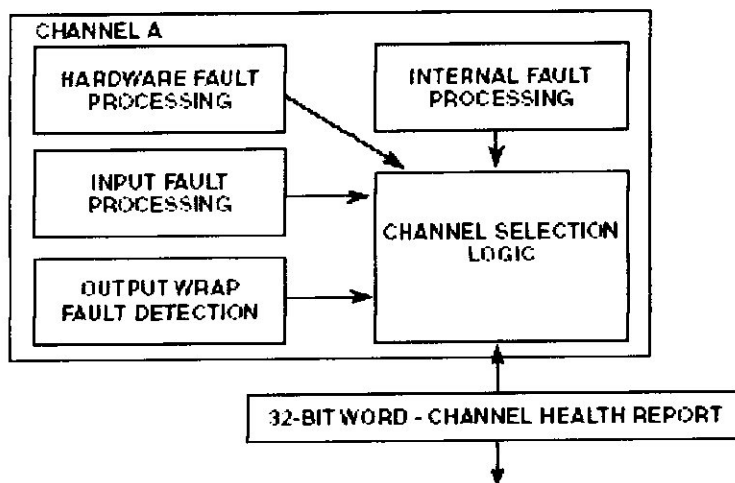 CHANNEL A
HARDWARE FAULT
PROCESSING
INTERNAL FAULT
PROCESSING
INPUT FAULT
PROCESSING
CHANNEL SELECTION
LOGIC
OUTPUT WRAP
FAULT DETECTION
32-BIT WORD - CHANNEL HEALTH REPORT